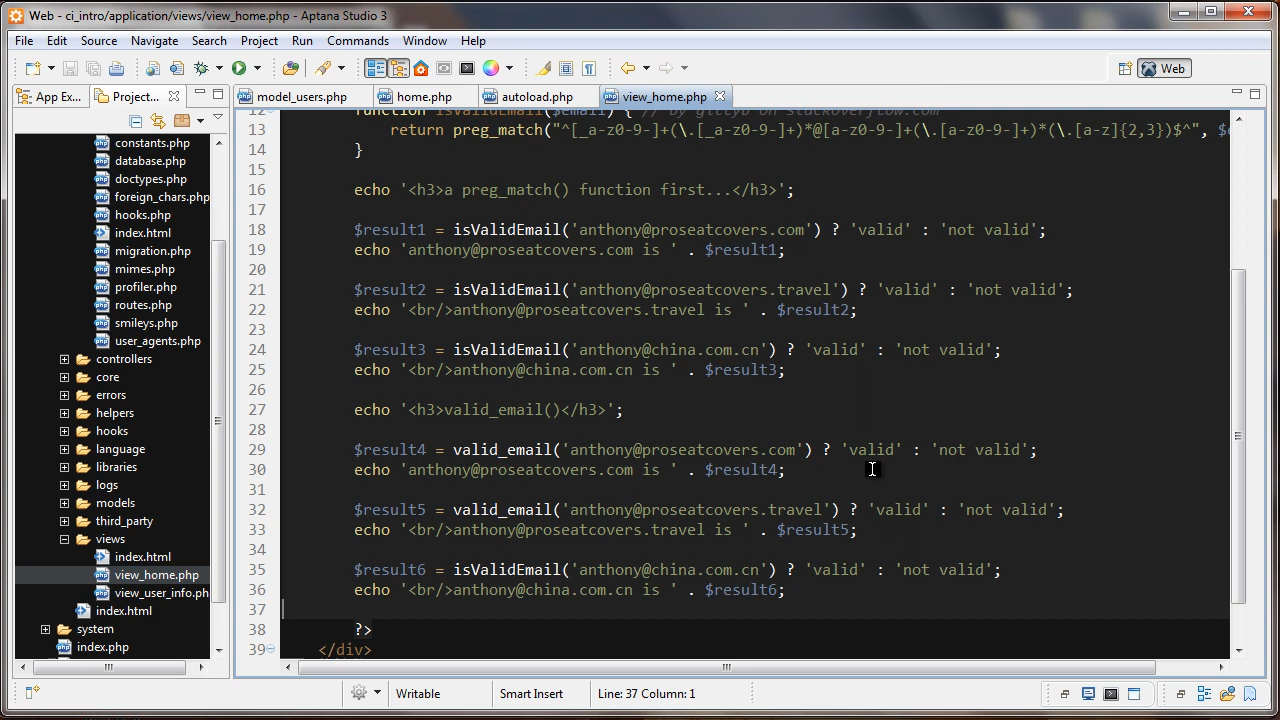 Web - ci_intro/application/views/view_home.php - Aptana Studio 3
File Edit Source Navigate Search Project Run Commands Window Help
Web
App Ex... Project...
model_users.php home.php autoload.php view_home.php
constants.php
database.php
doctypes.php
foreign_chars.php
hooks.php
index.html
migration.php
mimes.php
profiler.php
routes.php
smileys.php
user_agents.php
controllers
core
errors
helpers
hooks
language
libraries
logs
models
third_party
views
index.html
view_home.php
view_user_info.ph
index.html
system
index.php
12 function isValidEmail($email) { // by glttyb on stackoverflow.com
13 return preg_match("^[_a-z0-9-]+(\.[_a-z0-9-]+)*@[a-z0-9-]+(\.[a-z0-9-]+)*(\.[a-z]{2,3})$^", $e
14 }
15
16 echo '<h3>a preg_match() function first...</h3>';
17
18 $result1 = isValidEmail('anthony@proseatcovers.com') ? 'valid' : 'not valid';
19 echo 'anthony@proseatcovers.com is ' . $result1;
20
21 $result2 = isValidEmail('anthony@proseatcovers.travel') ? 'valid' : 'not valid';
22 echo '<br/>anthony@proseatcovers.travel is ' . $result2;
23
24 $result3 = isValidEmail('anthony@china.com.cn') ? 'valid' : 'not valid';
25 echo '<br/>anthony@china.com.cn is ' . $result3;
26
27 echo '<h3>valid_email()</h3>';
28
29 $result4 = valid_email('anthony@proseatcovers.com') ? 'valid' : 'not valid';
30 echo 'anthony@proseatcovers.com is ' . $result4;
31
32 $result5 = valid_email('anthony@proseatcovers.travel') ? 'valid' : 'not valid';
33 echo '<br/>anthony@proseatcovers.travel is ' . $result5;
34
35 $result6 = isValidEmail('anthony@china.com.cn') ? 'valid' : 'not valid';
36 echo '<br/>anthony@china.com.cn is ' . $result6;
37
38 ?>
39 </div>
Writable Smart Insert Line: 37 Column: 1